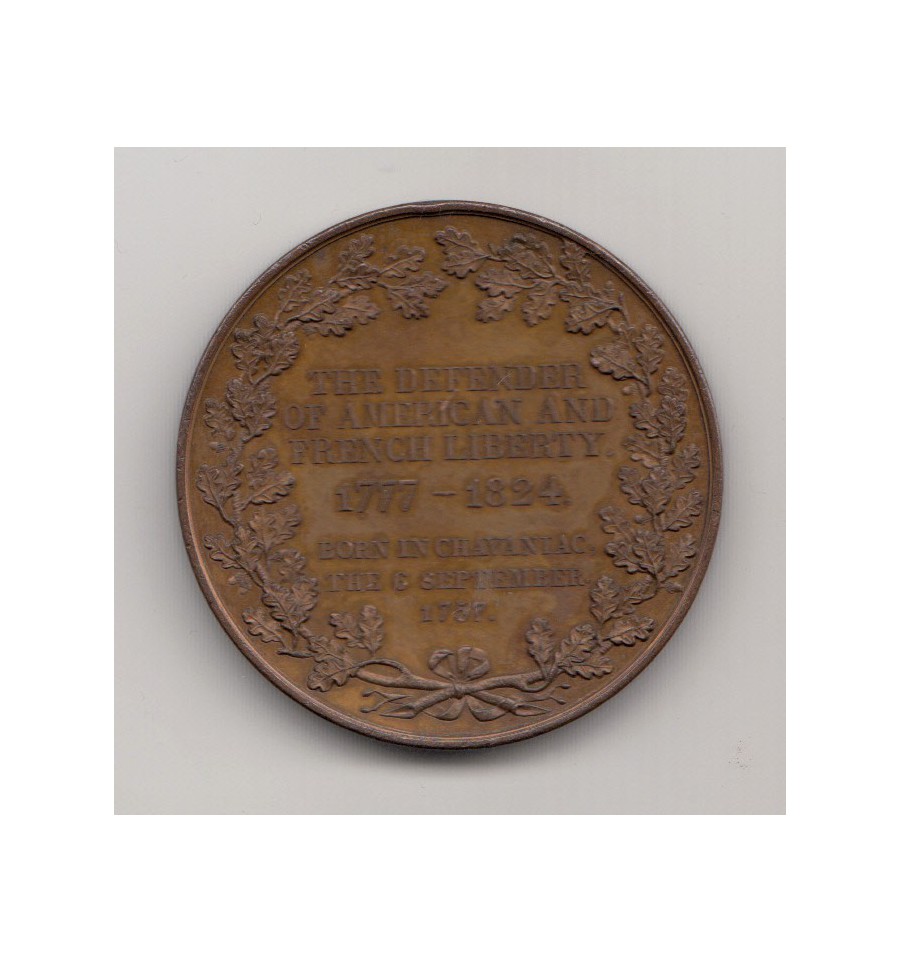 THE DEFENDER
OF AMERICAN AND
FRENCH LIBERTY.
1777 – 1824.
BORN IN CHAVANIAC,
THE 6 SEPTEMBER
1757.